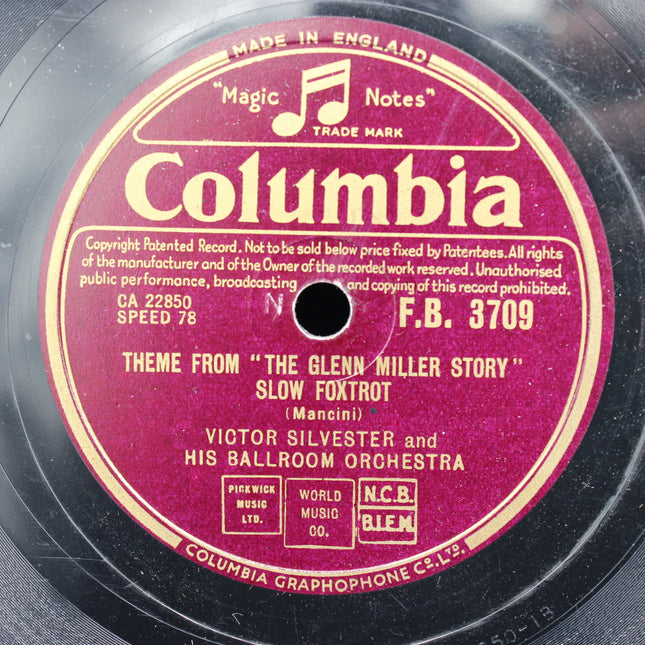 MADE IN ENGLAND
"Magic Notes"
TRADE MARK
Columbia
Copyright Patented Record. Not to be sold below price fixed by Patentees. All rights
of the manufacturer and of the Owner of the recorded work reserved. Unauthorised
public performance, broadcasting and copying of this record prohibited.
CA 22850
SPEED 78
N
F.B. 3709
THEME FROM "THE GLENN MILLER STORY"
SLOW FOXTROT
(Mancini)
VICTOR SILVESTER and
HIS BALLROOM ORCHESTRA
PICKWICK
MUSIC
LTD.
WORLD
MUSIC
CO.
N.C.B.
B.I.E.M.
COLUMBIA GRAPHOPHONE Co. LTD.